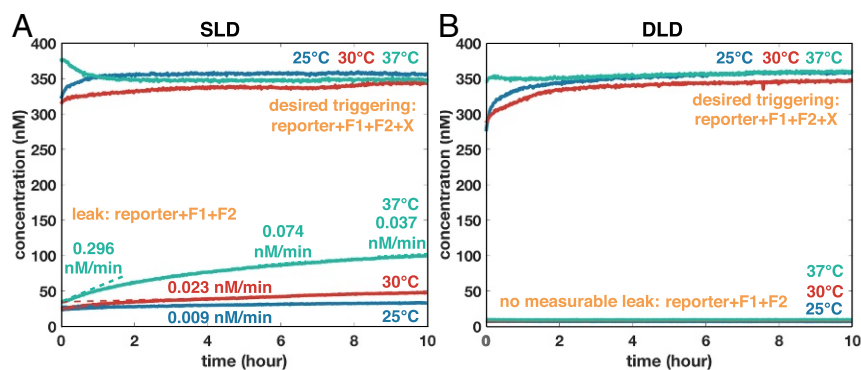 A
SLD
400
350
300
250
200
150
100
50
0
concentration (nM)
25°C 30°C 37°C
desired triggering:
reporter+F1+F2+X
leak: reporter+F1+F2
37°C
0.296
nM/min
0.074
nM/min
0.037
nM/min
0.023 nM/min
30°C
0.009 nM/min
25°C
0 2 4 6 8 10
time (hour)
B
DLD
400
350
300
250
200
150
100
50
0
concentration (nM)
25°C 30°C 37°C
desired triggering:
reporter+F1+F2+X
37°C
no measurable leak: reporter+F1+F2
30°C
25°C
0 2 4 6 8 10
time (hour)